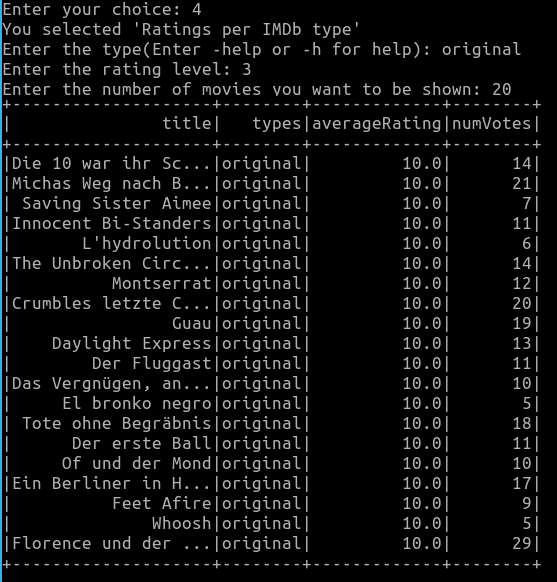 Enter your choice: 4
You selected 'Ratings per IMDb type'
Enter the type(Enter -help or -h for help): original
Enter the rating level: 3
Enter the number of movies you want to be shown: 20
+--------------------+--------+-------------+--------+
|               title|   types|averageRating|numVotes|
+--------------------+--------+-------------+--------+
|Die 10 war ihr Sc...|original|         10.0|      14|
|Michas Weg nach B...|original|         10.0|      21|
| Saving Sister Aimee|original|         10.0|       7|
|Innocent Bi-Standers|original|         10.0|      11|
|       L'hydrolution|original|         10.0|       6|
|The Unbroken Circ...|original|         10.0|      14|
|          Montserrat|original|         10.0|      12|
|Crumbles letzte C...|original|         10.0|      20|
|                Guau|original|         10.0|      19|
|    Daylight Express|original|         10.0|      13|
|        Der Fluggast|original|         10.0|      11|
|Das Vergnügen, an...|original|         10.0|      10|
|     El bronko negro|original|         10.0|       5|
| Tote ohne Begräbnis|original|         10.0|      18|
|      Der erste Ball|original|         10.0|      11|
|     Of und der Mond|original|         10.0|      10|
|Ein Berliner in H...|original|         10.0|      17|
|          Feet Afire|original|         10.0|       9|
|              Whoosh|original|         10.0|       5|
|Florence und der ...|original|         10.0|      29|
+--------------------+--------+-------------+--------+